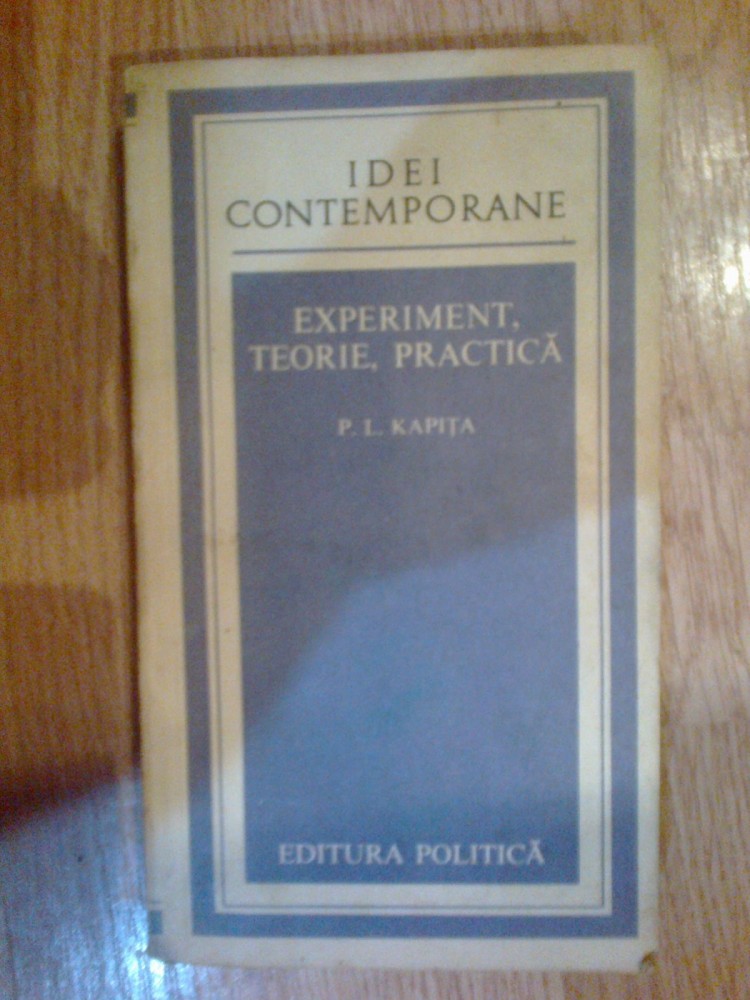 IDEI
CONTEMPORANE
EXPERIMENT,
TEORIE, PRACTICĂ
P. L. KAPIȚA
EDITURA POLITICĂ